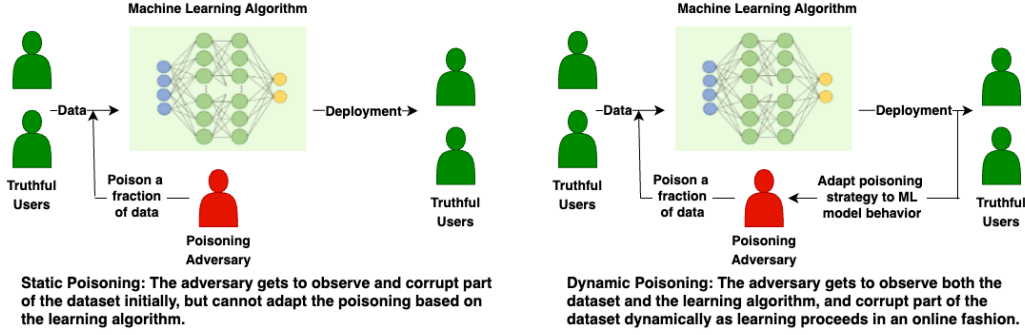 Machine Learning Algorithm
Data
Deployment
Truthful
Users
Poison a
fraction
of data
Poisoning
Adversary
Truthful
Users
Static Poisoning: The adversary gets to observe and corrupt part
of the dataset initially, but cannot adapt the poisoning based on
the learning algorithm.
Machine Learning Algorithm
Data
Deployment
Truthful
Users
Poison a
fraction
of data
Poisoning
Adversary
Adapt poisoning
strategy to ML
model behavior
Truthful
Users
Dynamic Poisoning: The adversary gets to observe both the
dataset and the learning algorithm, and corrupt part of the
dataset dynamically as learning proceeds in an online fashion.